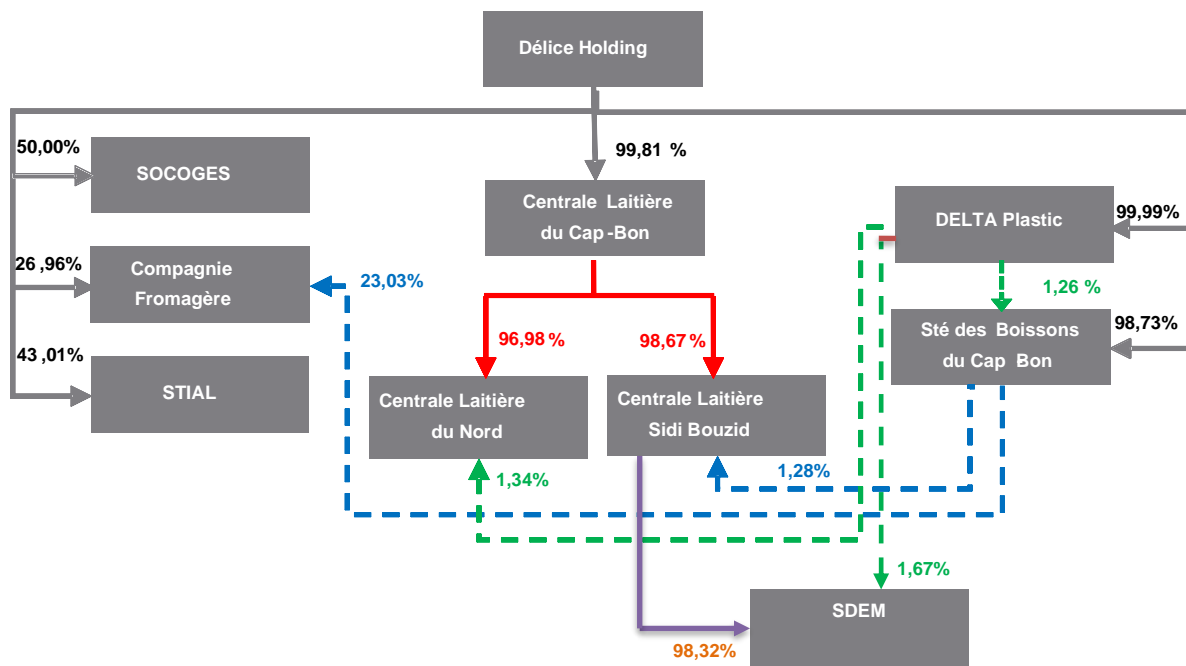 Délice Holding
50,00%
SOCOGES
99,81 %
Centrale Laitière
du Cap-Bon
DELTA Plastic
99,99%
26,96%
Compagnie
Fromagère
23,03%
1,26 %
96,98 %
98,67%
Sté des Boissons
du Cap Bon
98,73%
43,01%
STIAL
Centrale Laitière
du Nord
Centrale Laitière
Sidi Bouzid
1,34%
1,28%
1,67%
SDEM
98,32%